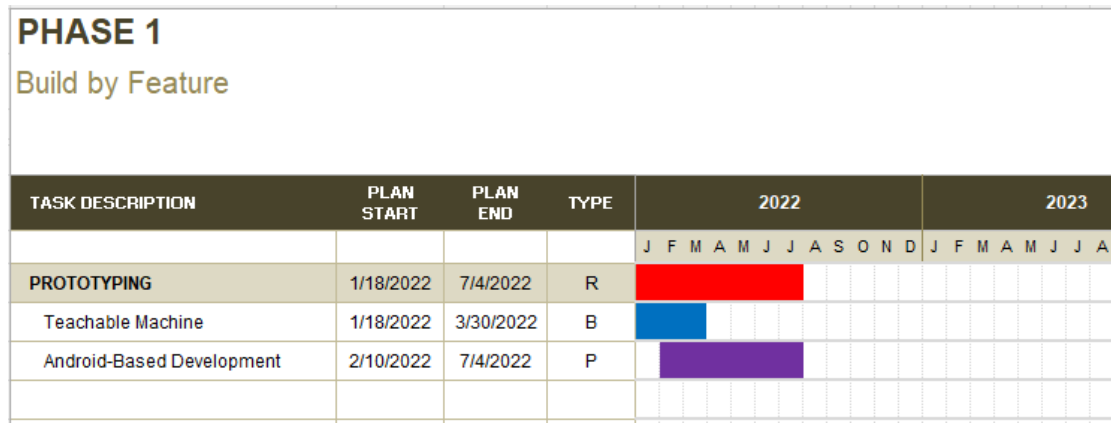 PHASE 1
Build by Feature
TASK DESCRIPTION PLAN START PLAN END TYPE 2022 2023
J F M A M J J A S O N D J F M A M J J A
PROTOTYPING 1/18/2022 7/4/2022 R
Teachable Machine 1/18/2022 3/30/2022 B
Android-Based Development 2/10/2022 7/4/2022 P